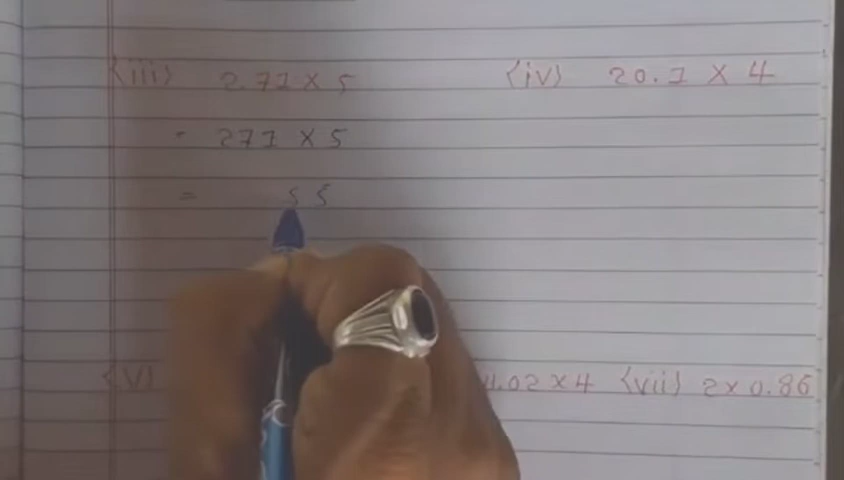 (iii) 2.71 × 5
(iv) 20.1 × 4
= 271 × 5
= 55
(v)
4.02 × 4
(vii) 2 × 0.86